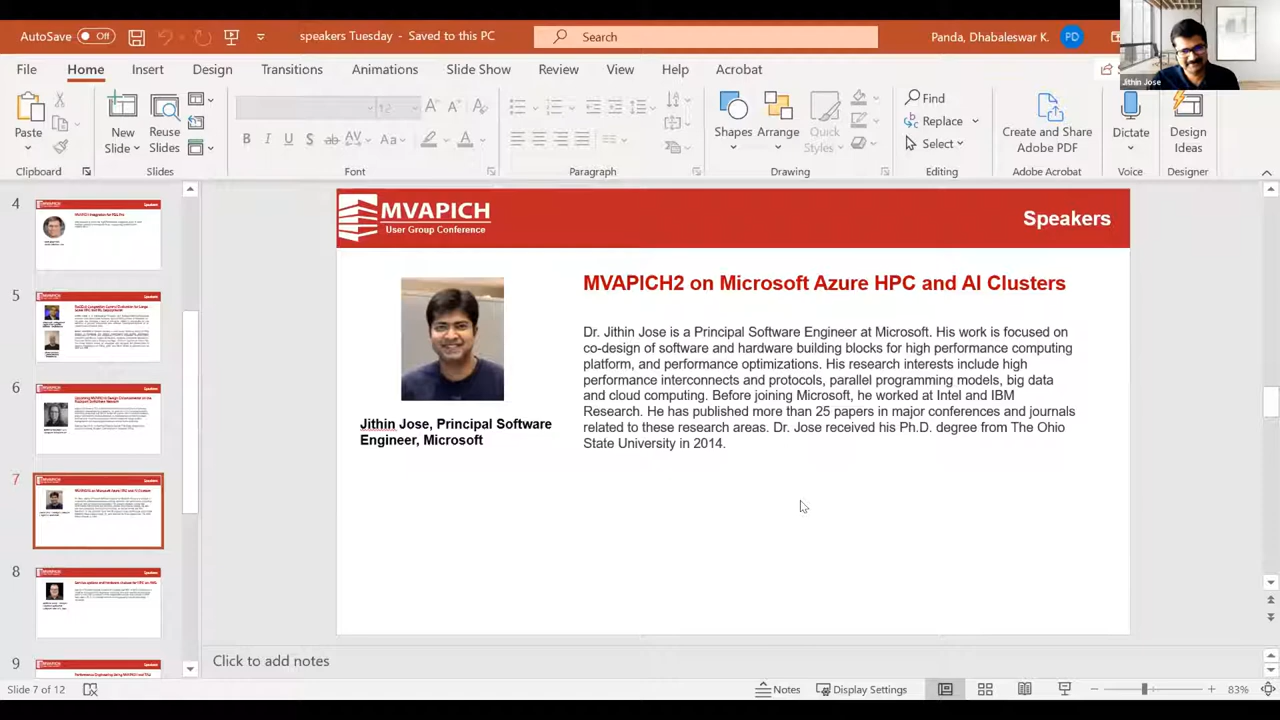 AutoSave Off speakers Tuesday - Saved to this PC Search Panda, Dhabaleswar K. PD
Jithin Jose
File Home Insert Design Transitions Animations Slide Show Review View Help Acrobat
Paste New Slide Reuse Slides 12 Shapes Arrange Quick Styles Find Replace Select Create and Share Adobe PDF Dictate Design Ideas
Clipboard Slides Font Paragraph Drawing Editing Adobe Acrobat Voice Designer
4
5
6
7
8
9
MVAPICH
User Group Conference
Speakers
MVAPICH2 on Microsoft Azure HPC and AI Clusters
Dr. Jithin Jose is a Principal Software Engineer at Microsoft. His work is focused on
co-design of software and hardware building blocks for high performance computing
platform, and performance optimizations. His research interests include high
performance interconnects and protocols, parallel programming models, big data
and cloud computing. Before joining Microsoft, he worked at Intel and IBM
Research. He has published more than 25 papers in major conferences and journals
related to these research areas. Dr. Jose received his Ph.D. degree from The Ohio
State University in 2014.
Jithin Jose, Principal Software
Engineer, Microsoft
Click to add notes
Slide 7 of 12 Notes Display Settings 83%